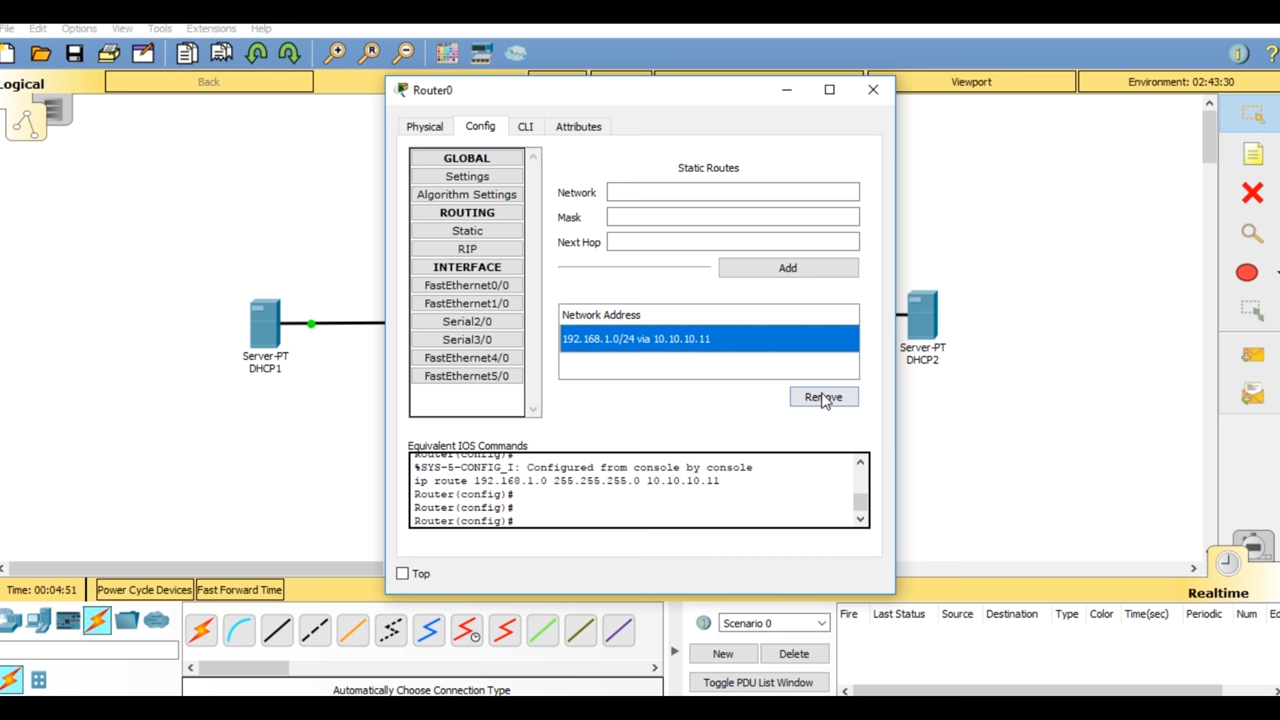 File Edit Options View Tools Extensions Help
Logical
Back
Viewport
Environment: 02:43:30
Router0
Physical Config CLI Attributes
GLOBAL
Settings
Algorithm Settings
ROUTING
Static
RIP
INTERFACE
FastEthernet0/0
FastEthernet1/0
Serial2/0
Serial3/0
FastEthernet4/0
FastEthernet5/0
Static Routes
Network
Mask
Next Hop
Add
Network Address
192.168.1.0/24 via 10.10.10.11
Remove
Equivalent IOS Commands
Router(config)#
%SYS-5-CONFIG_I: Configured from console by console
ip route 192.168.1.0 255.255.255.0 10.10.10.11
Router(config)#
Router(config)#
Router(config)#
Top
Server-PT
DHCP1
Server-PT
DHCP2
Time: 00:04:51 Power Cycle Devices Fast Forward Time
Realtime
Scenario 0
New Delete
Toggle PDU List Window
Fire Last Status Source Destination Type Color Time(sec) Periodic Num
Automatically Choose Connection Type